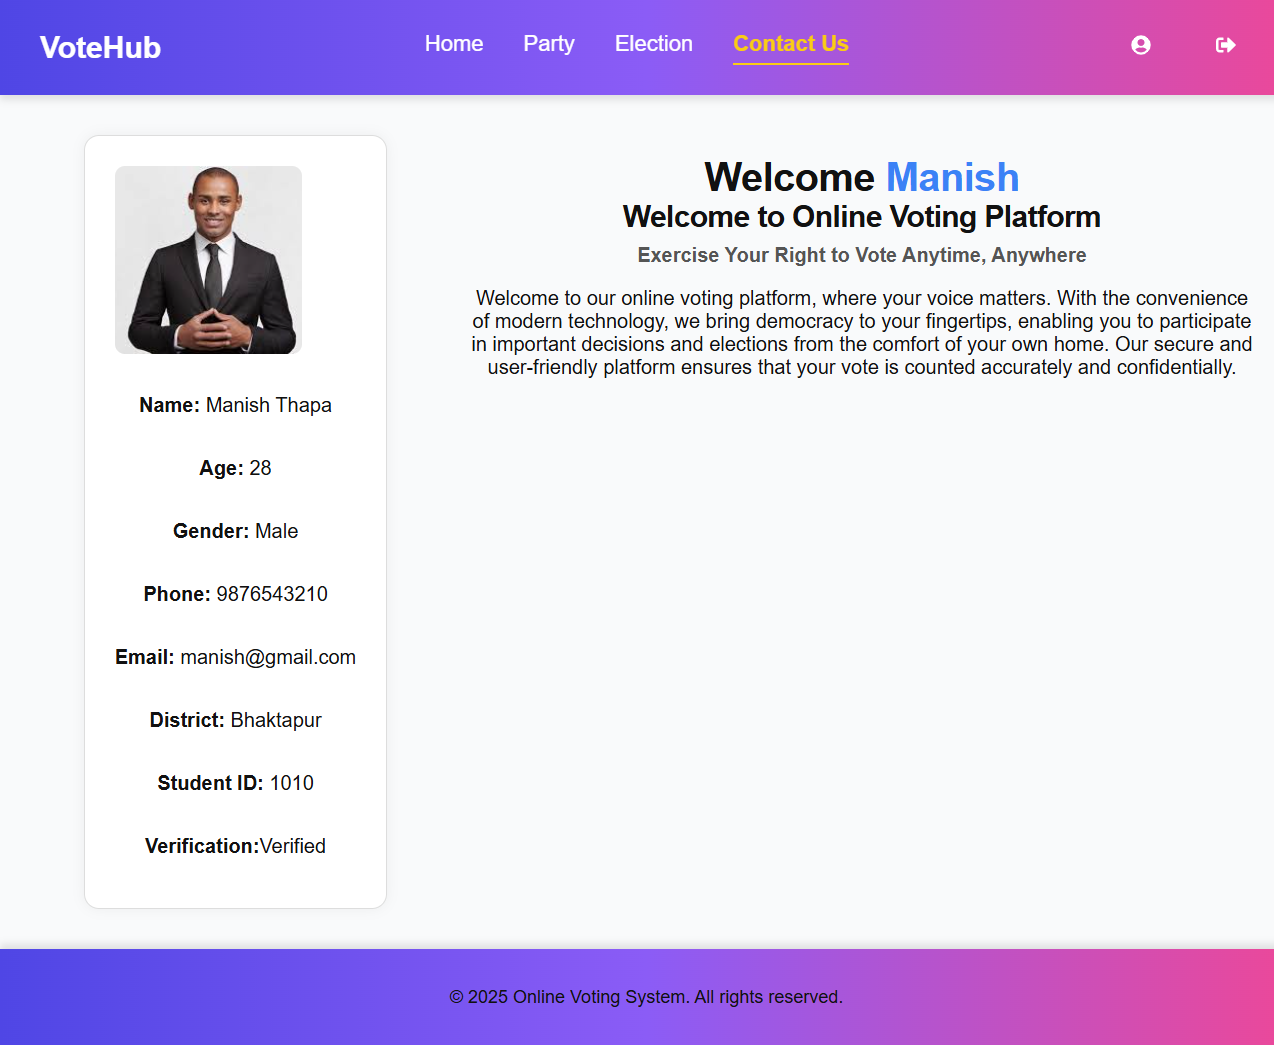 VoteHub
Home
Party
Election
Contact Us
Name: Manish Thapa
Age: 28
Gender: Male
Phone: 9876543210
Email: manish@gmail.com
District: Bhaktapur
Student ID: 1010
Verification:Verified
Welcome Manish
Welcome to Online Voting Platform
Exercise Your Right to Vote Anytime, Anywhere
Welcome to our online voting platform, where your voice matters. With the convenience
of modern technology, we bring democracy to your fingertips, enabling you to participate
in important decisions and elections from the comfort of your own home. Our secure and
user-friendly platform ensures that your vote is counted accurately and confidentially.
© 2025 Online Voting System. All rights reserved.